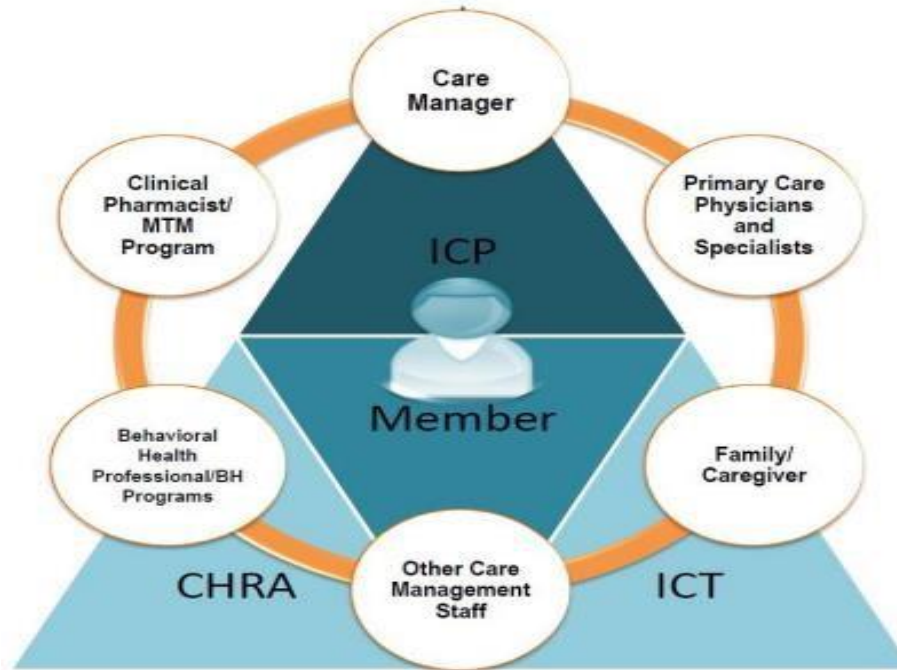 Care
Manager
Clinical
Pharmacist/
MTM
Program
Primary Care
Physicians
and
Specialists
ICP
Member
Behavioral
Health
Professional/BH
Programs
Family/
Caregiver
CHRA
Other Care
Management
Staff
ICT